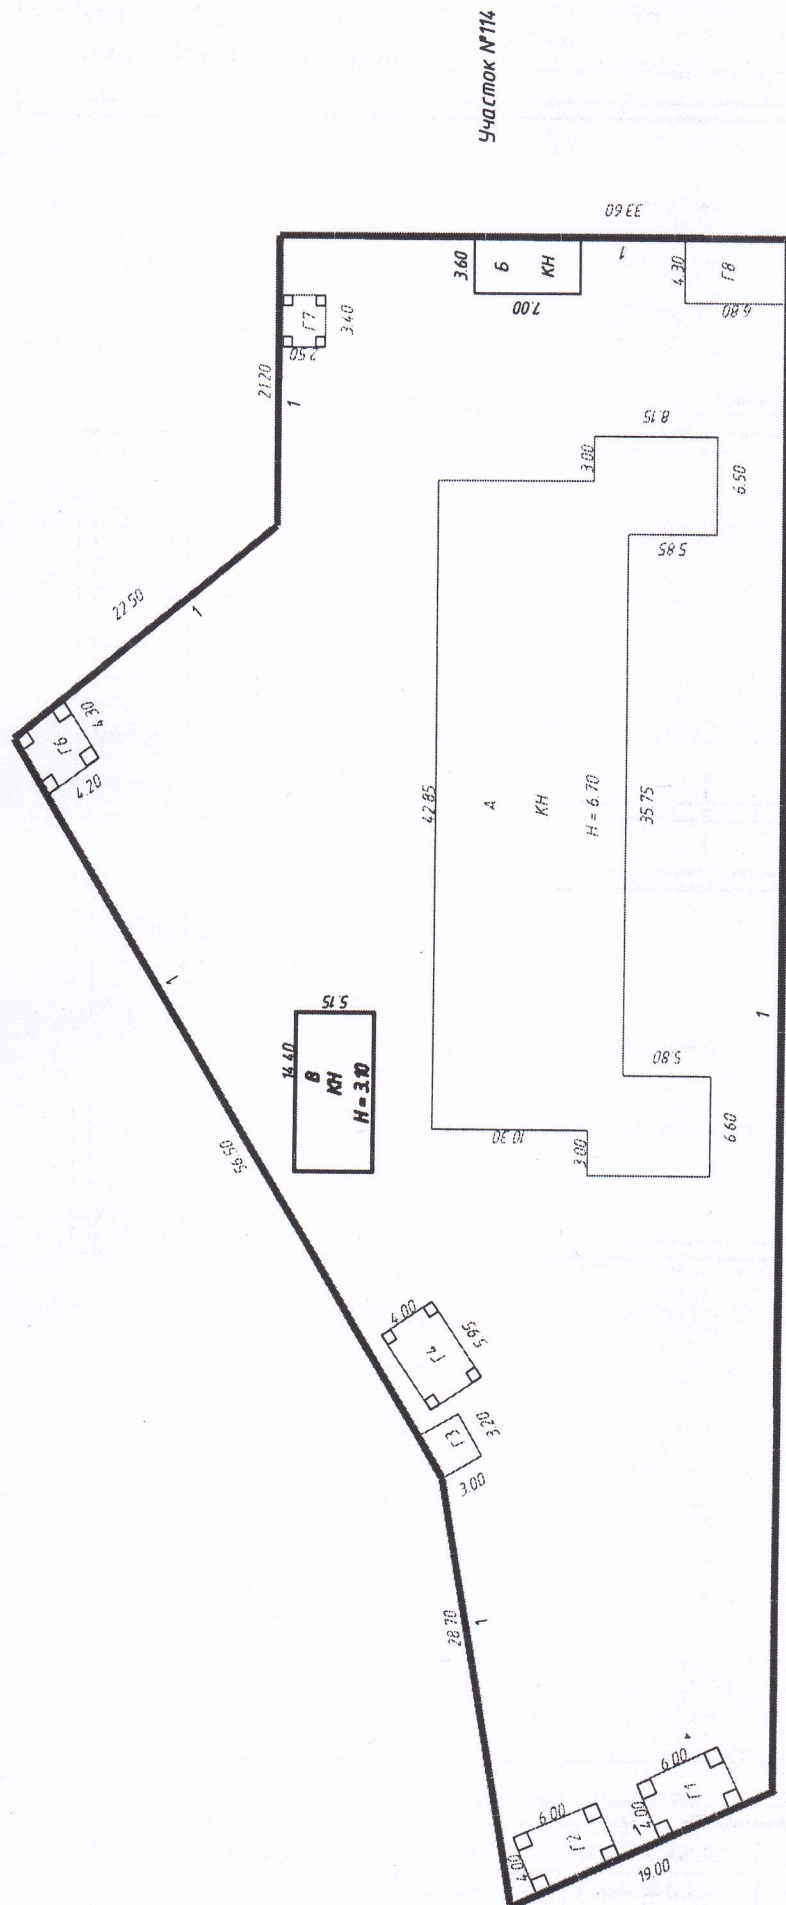 Участок №114
33.60
3.60
Б
КН
7.00
1
4.30
Г8
6.80
Г7
3.40
2.50
21.20
1
8.15
3.00
6.50
5.85
22.50
1
Г6
4.30
4.20
42.85
А
КН
Н = 6.70
35.75
1
14.40
5.15
В
КН
Н = 3.10
1
56.50
10.30
3.00
5.80
6.60
4.00
Г4
5.95
Г3
3.20
3.00
28.70
1
6.00
Г1
4.00
1
6.00
Г2
4.00
19.00